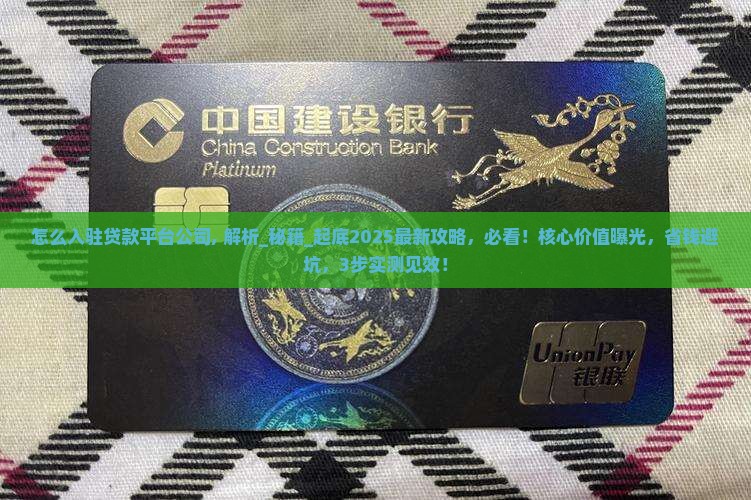 中国建设银行
China Construction Bank
Platinum
怎么入驻贷款平台公司, 解析_秘籍_起底2025最新攻略，必看！核心价值曝光，省钱避
坑，3步实测见效！
UnionPay
银联